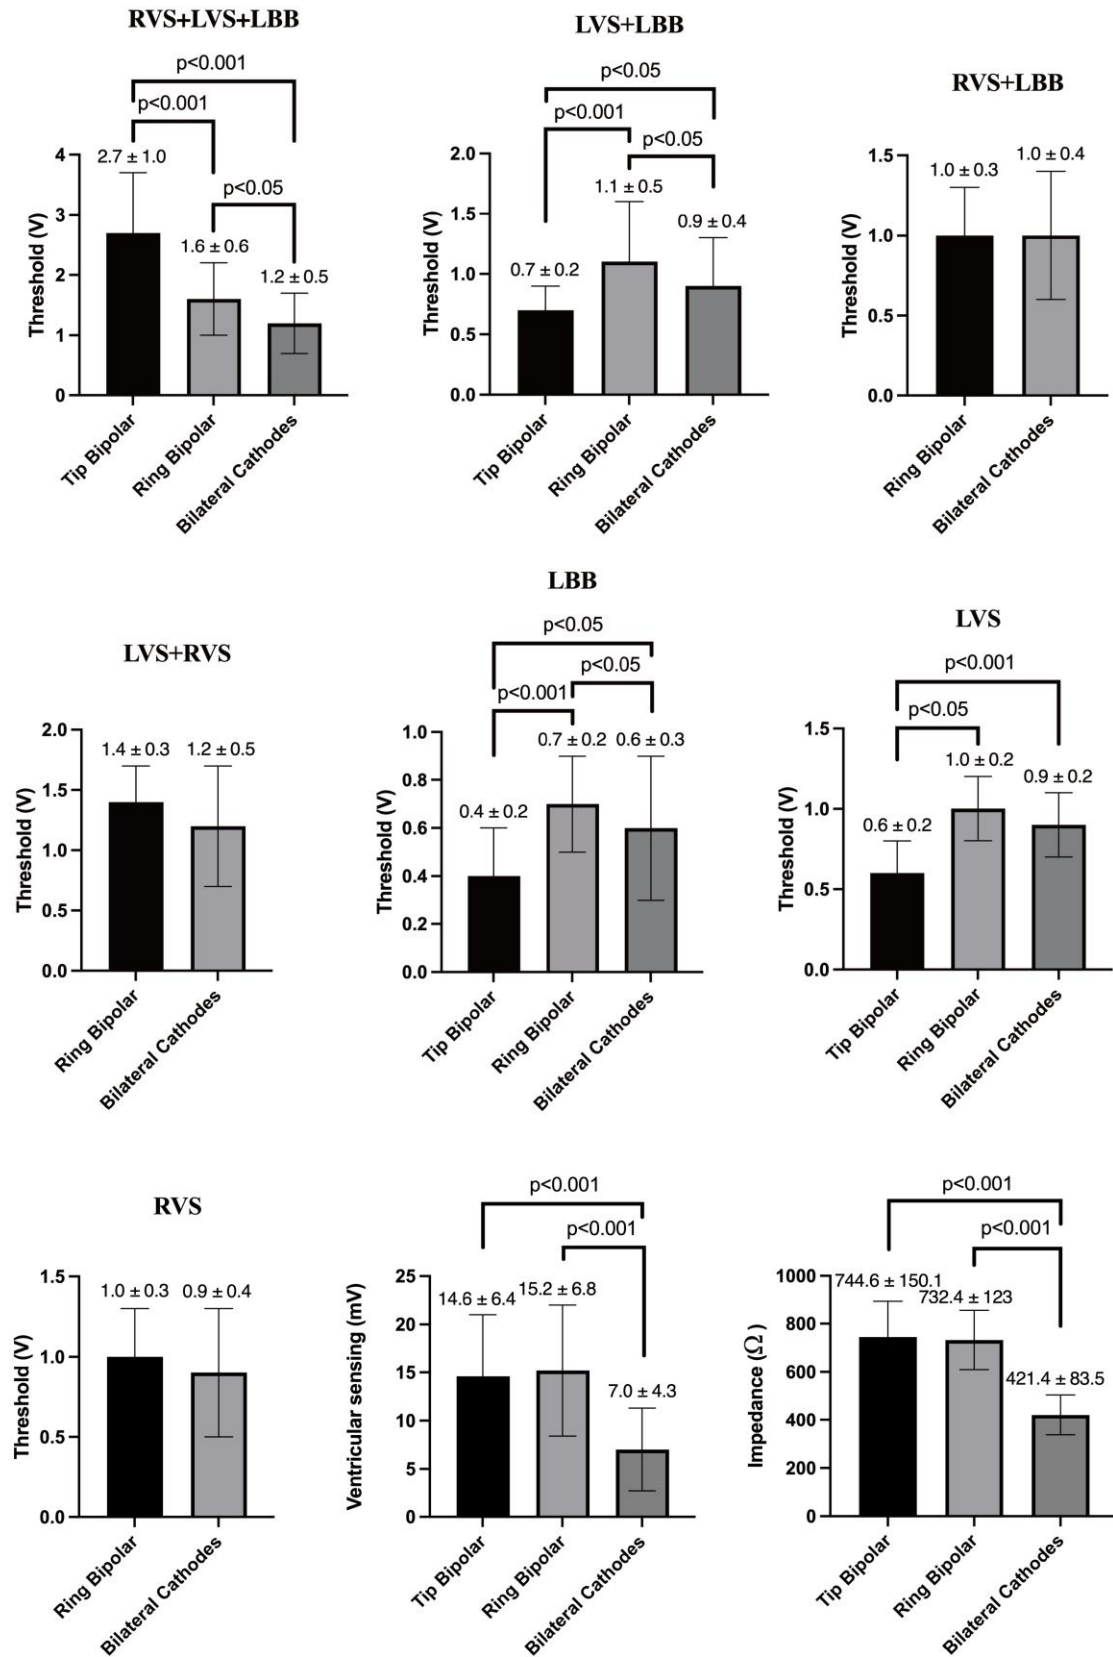 RVS+LVS+LBB
p<0.001
p<0.001
p<0.05
2.7 ± 1.0
1.6 ± 0.6
1.2 ± 0.5
Threshold (V)
4
3
2
1
0
Tip Bipolar
Ring Bipolar
Bilateral Cathodes
LVS+LBB
p<0.05
p<0.001
p<0.05
0.7 ± 0.2
1.1 ± 0.5
0.9 ± 0.4
Threshold (V)
2.0
1.5
1.0
0.5
0.0
Tip Bipolar
Ring Bipolar
Bilateral Cathodes
RVS+LBB
1.0 ± 0.3
1.0 ± 0.4
Threshold (V)
1.5
1.0
0.5
0.0
Ring Bipolar
Bilateral Cathodes
LVS+RVS
1.4 ± 0.3
1.2 ± 0.5
Threshold (V)
2.0
1.5
1.0
0.5
0.0
Ring Bipolar
Bilateral Cathodes
LBB
p<0.05
p<0.05
p<0.001
0.4 ± 0.2
0.7 ± 0.2
0.6 ± 0.3
Threshold (V)
1.0
0.8
0.6
0.4
0.2
0.0
Tip Bipolar
Ring Bipolar
Bilateral Cathodes
LVS
p<0.001
p<0.05
0.6 ± 0.2
1.0 ± 0.2
0.9 ± 0.2
Threshold (V)
1.5
1.0
0.5
0.0
Tip Bipolar
Ring Bipolar
Bilateral Cathodes
RVS
1.0 ± 0.3
0.9 ± 0.4
Threshold (V)
1.5
1.0
0.5
0.0
Ring Bipolar
Bilateral Cathodes
p<0.001
p<0.001
14.6 ± 6.4
15.2 ± 6.8
7.0 ± 4.3
Ventricular sensing (mV)
25
20
15
10
5
0
Tip Bipolar
Ring Bipolar
Bilateral Cathodes
p<0.001
p<0.001
744.6 ± 150.1
732.4 ± 123
421.4 ± 83.5
Impedance (Ω)
1000
800
600
400
200
0
Tip Bipolar
Ring Bipolar
Bilateral Cathodes